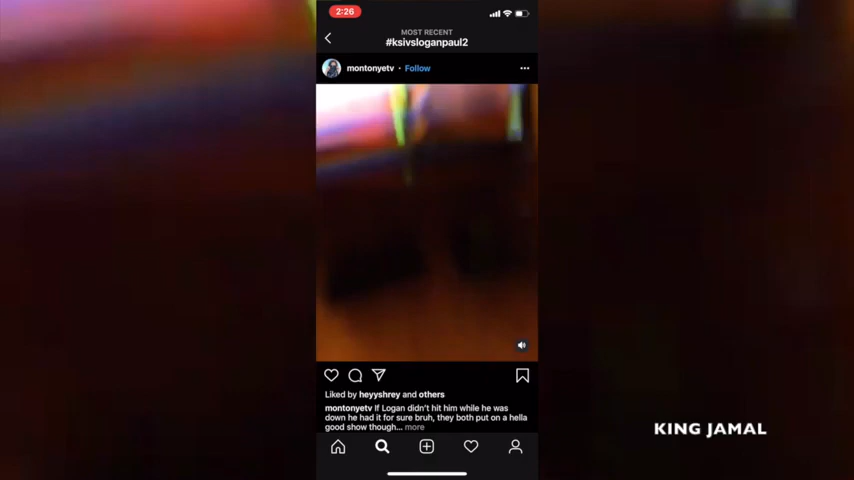 2:26
MOST RECENT
#ksivsloganpaul2
montonyetv • Follow
Liked by heyyshrey and others
montonyetv If Logan didn't hit him while he was
down he had it for sure bruh, they both put on a hella
good show though... more
KING JAMAL